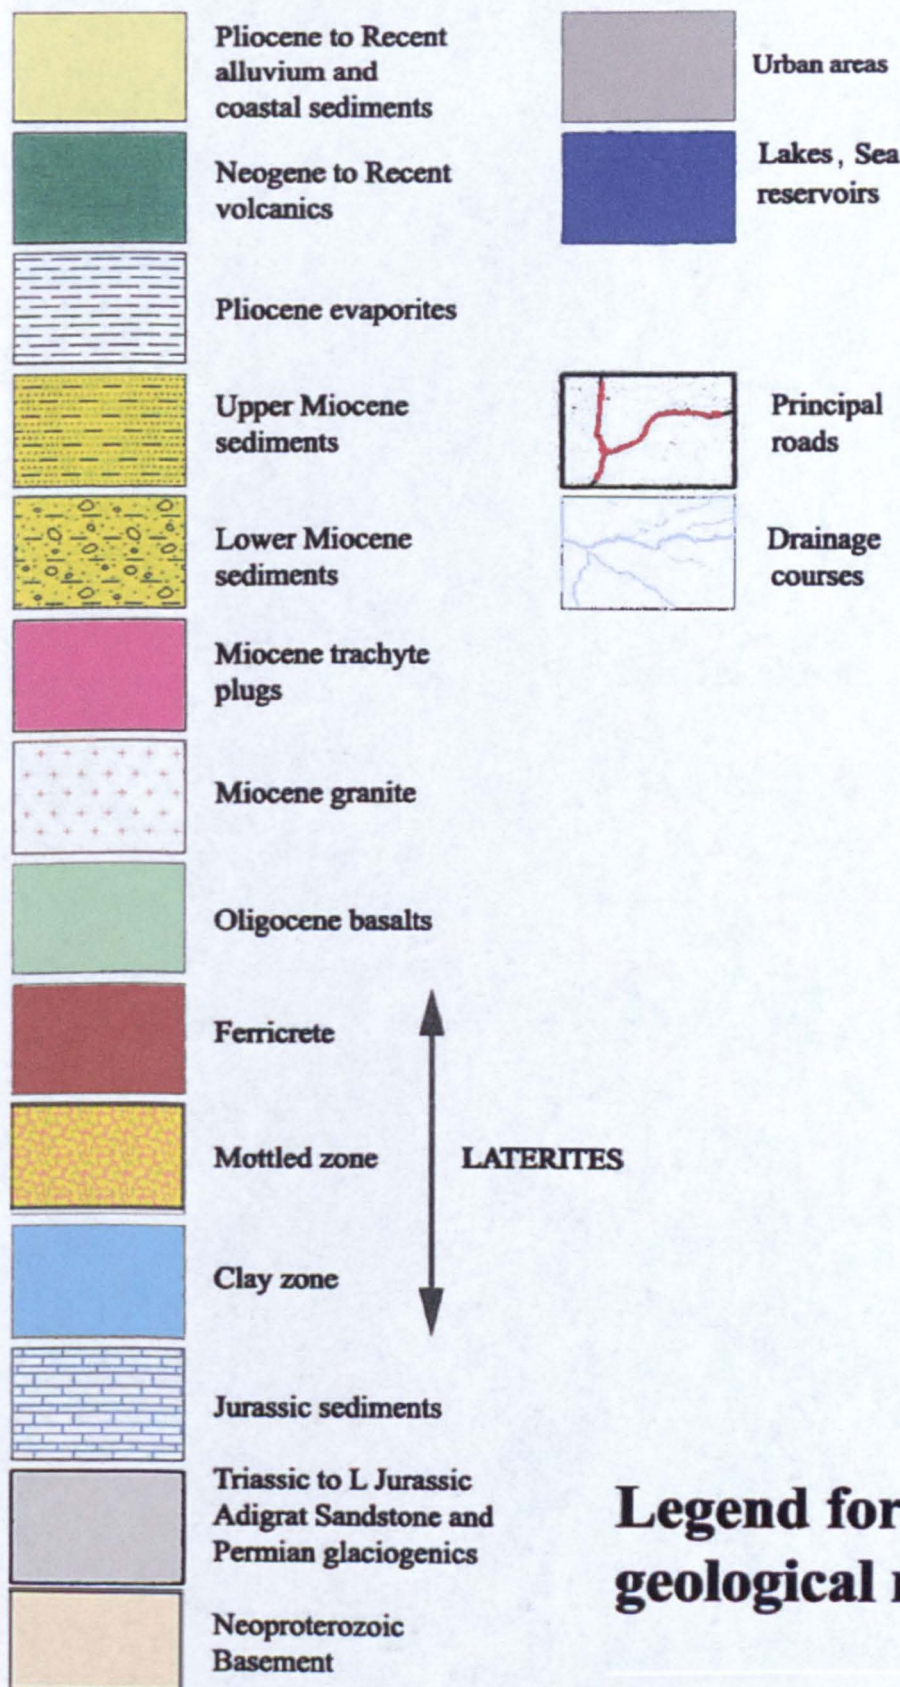 Pliocene to Recent
alluvium and
coastal sediments
Neogene to Recent
volcanics
Pliocene evaporites
Upper Miocene
sediments
Lower Miocene
sediments
Miocene trachyte
plugs
Miocene granite
Oligocene basalts
Ferricrete
Mottled zone
Clay zone
LATERITES
Jurassic sediments
Triassic to L Jurassic
Adigrat Sandstone and
Permian glaciogenics
Neoproterozoic
Basement
Urban areas
Lakes, Sea
reservoirs
Principal
roads
Drainage
courses
Legend for
geological